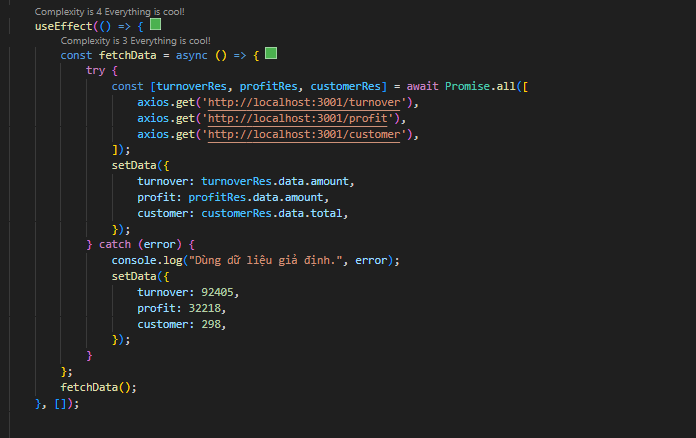 Complexity is 4 Everything is cool!
useEffect(() => {
Complexity is 3 Everything is cool!
const fetchData = async () => {
try {
const [turnoverRes, profitRes, customerRes] = await Promise.all([
axios.get('http://localhost:3001/turnover'),
axios.get('http://localhost:3001/profit'),
axios.get('http://localhost:3001/customer'),
]);
setData({
turnover: turnoverRes.data.amount,
profit: profitRes.data.amount,
customer: customerRes.data.total,
});
} catch (error) {
console.log("Dùng dữ liệu giả định.", error);
setData({
turnover: 92405,
profit: 32218,
customer: 298,
});
}
};
fetchData();
}, []);